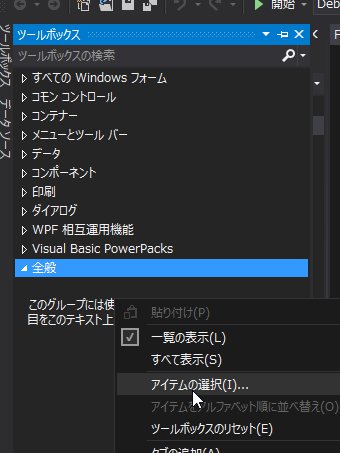 開始
ツールボックス
ツールボックスの検索
ツールボックス データ ソース
すべての Windows フォーム
コモン コントロール
コンテナー
メニューとツール バー
データ
コンポーネント
印刷
ダイアログ
WPF 相互運用機能
Visual Basic PowerPacks
全般
このグループには使
目をこのテキスト上
貼り付け(P)
一覧の表示(L)
すべて表示(S)
アイテムの選択(I)...
アイテムをアルファベット順に並べ替え(O)
ツールボックスのリセット(E)
タブの追加(A)